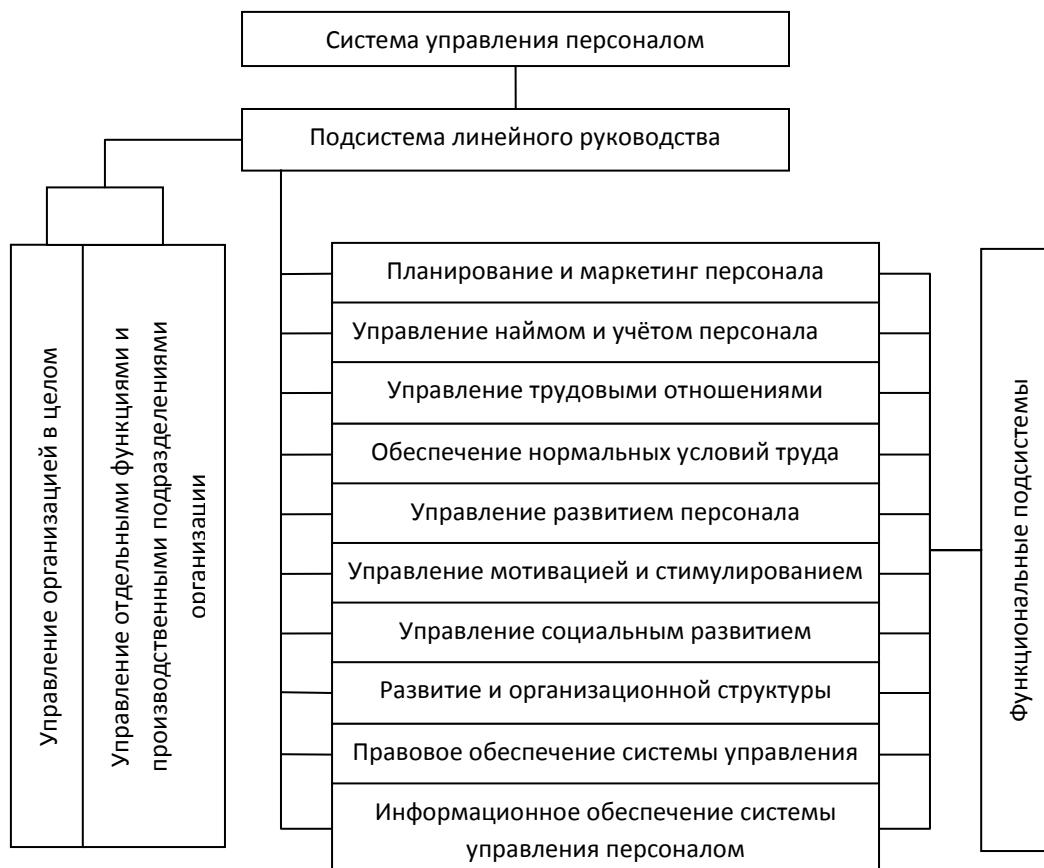 Система управления персоналом
Подсистема линейного руководства
Управление организацией в целом
Управление отдельными функциями и
производственными подразделениями
организации
Планирование и маркетинг персонала
Управление наймом и учётом персонала
Управление трудовыми отношениями
Обеспечение нормальных условий труда
Управление развитием персонала
Управление мотивацией и стимулированием
Управление социальным развитием
Развитие и организационной структуры
Правовое обеспечение системы управления
Информационное обеспечение системы
управления персоналом
Функциональные подсистемы